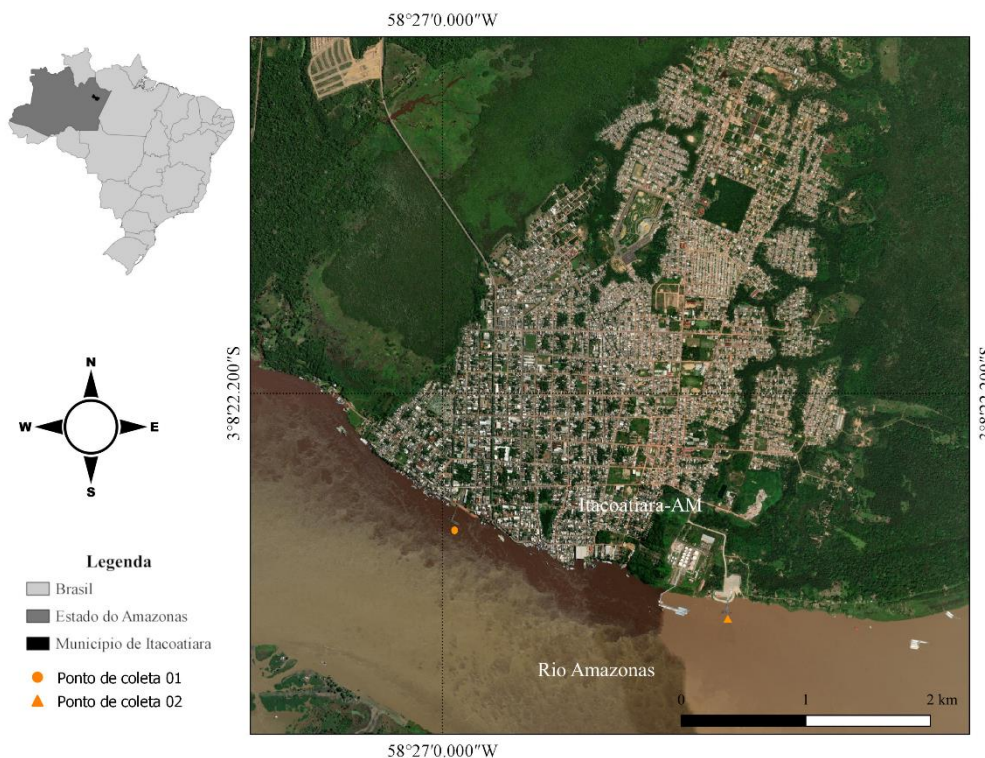 58°27'0.000"W
3°8'22.200"S
3°8'22.200"S
N
W
E
S
Itacoatiara-AM
Legenda
Brasil
Estado do Amazonas
Município de Itacoatiara
Ponto de coleta 01
Ponto de coleta 02
Rio Amazonas
0 1 2 km
58°27'0.000"W